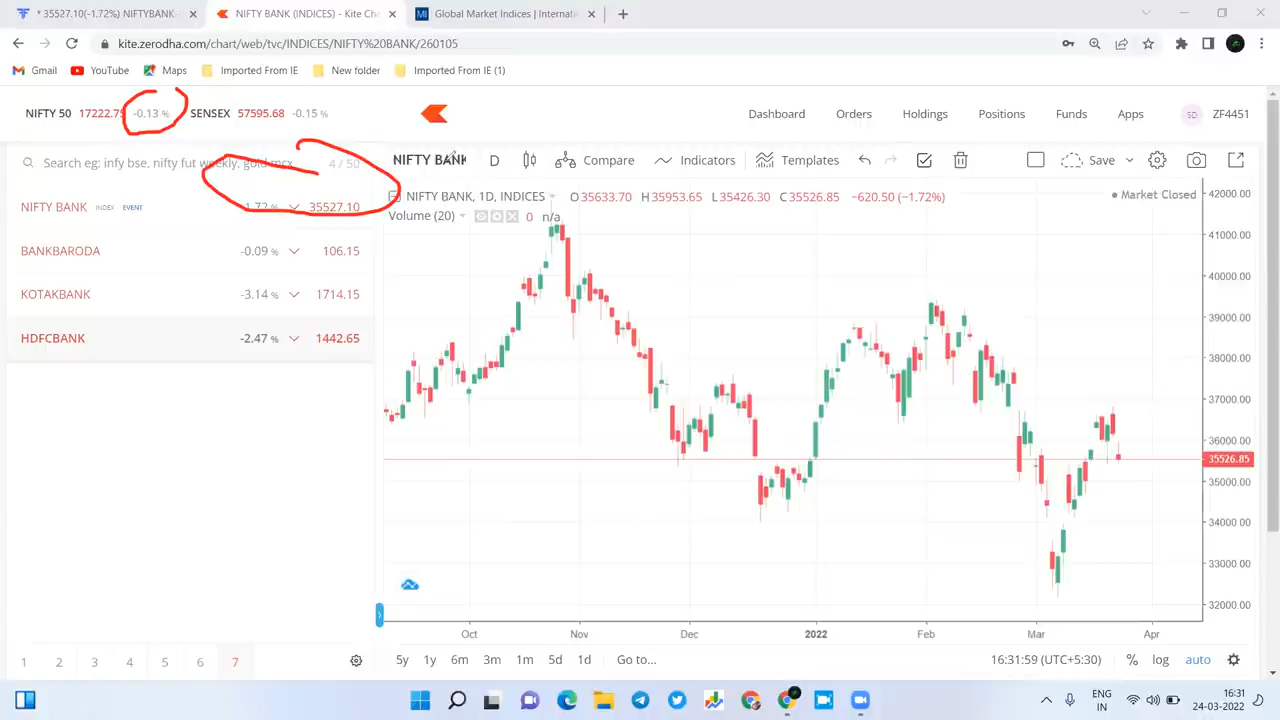 * 35527.10(-1.72%) NIFTYBANK-
NIFTY BANK (INDICES) - Kite Cha
Global Market Indices | Internati
kite.zerodha.com/chart/web/tvc/INDICES/NIFTY%20BANK/260105
Gmail YouTube Maps Imported From IE New folder Imported From IE (1)
NIFTY 50 17222.75 -0.13 % SENSEX 57595.68 -0.15 %
Dashboard Orders Holdings Positions Funds Apps SD ZF4451
Search eg: infy bse, nifty fut weekly, gold mcx 4 / 50
NIFTY BANK D Compare Indicators Templates Save
NIFTY BANK INDEX EVENT -1.72 % 35527.10
BANKBARODA -0.09 % 106.15
KOTAKBANK -3.14 % 1714.15
HDFCBANK -2.47 % 1442.65
1 2 3 4 5 6 7
NIFTY BANK, 1D, INDICES O35633.70 H35953.65 L35426.30 C35526.85 −620.50 (−1.72%)
Market Closed
Volume (20) 0 n/a
42000.00
41000.00
40000.00
39000.00
38000.00
37000.00
36000.00
35526.85
35000.00
34000.00
33000.00
32000.00
Oct Nov Dec 2022 Feb Mar Apr
5y 1y 6m 3m 1m 5d 1d Go to... 16:31:59 (UTC+5:30) % log auto
ENG
IN
16:31
24-03-2022